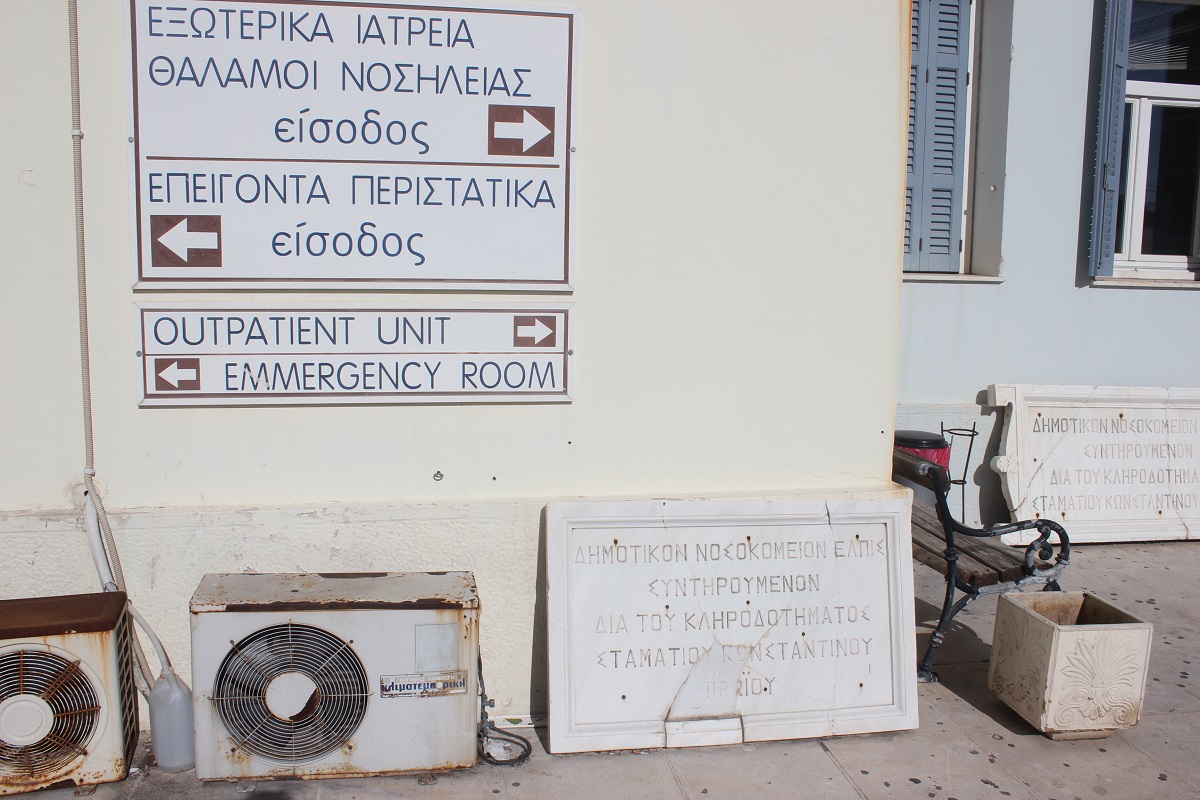 ΕΞΩΤΕΡΙΚΑ ΙΑΤΡΕΙΑ
ΘΑΛΑΜΟΙ ΝΟΣΗΛΕΙΑΣ
είσοδος
ΕΠΕΙΓΟΝΤΑ ΠΕΡΙΣΤΑΤΙΚΑ
είσοδος
OUTPATIENT UNIT
EMMERGENCY ROOM
ΔΗΜΟΤΙΚΟΝ ΝΟΣΟΚΟΜΕΙΟΝ ΕΛΠΙΣ
ΣΥΝΤΗΡΟΥΜΕΝΟΝ
ΔΙΑ ΤΟΥ ΚΛΗΡΟΔΟΤΗΜΑΤΟΣ
ΣΤΑΜΑΤΙΟΥ ΚΩΝΣΤΑΝΤΙΝΟΥ
ΠΡΩΙΟΥ
ΔΗΜΟΤΙΚΟΝ ΝΟΣΟΚΟΜΕΙΟΝ
ΣΥΝΤΗΡΟΥΜΕΝΟΝ
ΔΙΑ ΤΟΥ ΚΛΗΡΟΔΟΤΗΜΑ
ΣΤΑΜΑΤΙΟΥ ΚΩΝΣΤΑΝΤΙΝΟΥ